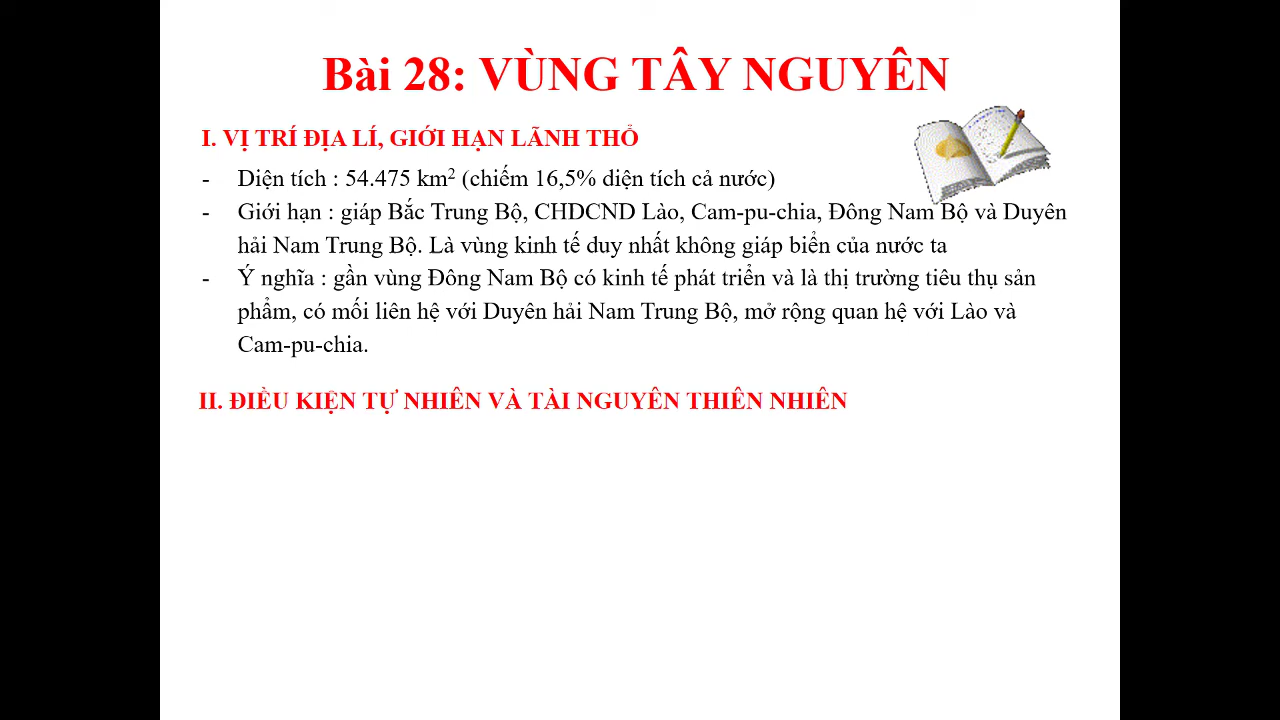 Bài 28: VÙNG TÂY NGUYÊN
I. VỊ TRÍ ĐỊA LÍ, GIỚI HẠN LÃNH THỔ
- Diện tích : 54.475 km² (chiếm 16,5% diện tích cả nước)
- Giới hạn : giáp Bắc Trung Bộ, CHDCND Lào, Cam-pu-chia, Đông Nam Bộ và Duyên
hải Nam Trung Bộ. Là vùng kinh tế duy nhất không giáp biển của nước ta
- Ý nghĩa : gần vùng Đông Nam Bộ có kinh tế phát triển và là thị trường tiêu thụ sản
phẩm, có mối liên hệ với Duyên hải Nam Trung Bộ, mở rộng quan hệ với Lào và
Cam-pu-chia.
II. ĐIỀU KIỆN TỰ NHIÊN VÀ TÀI NGUYÊN THIÊN NHIÊN